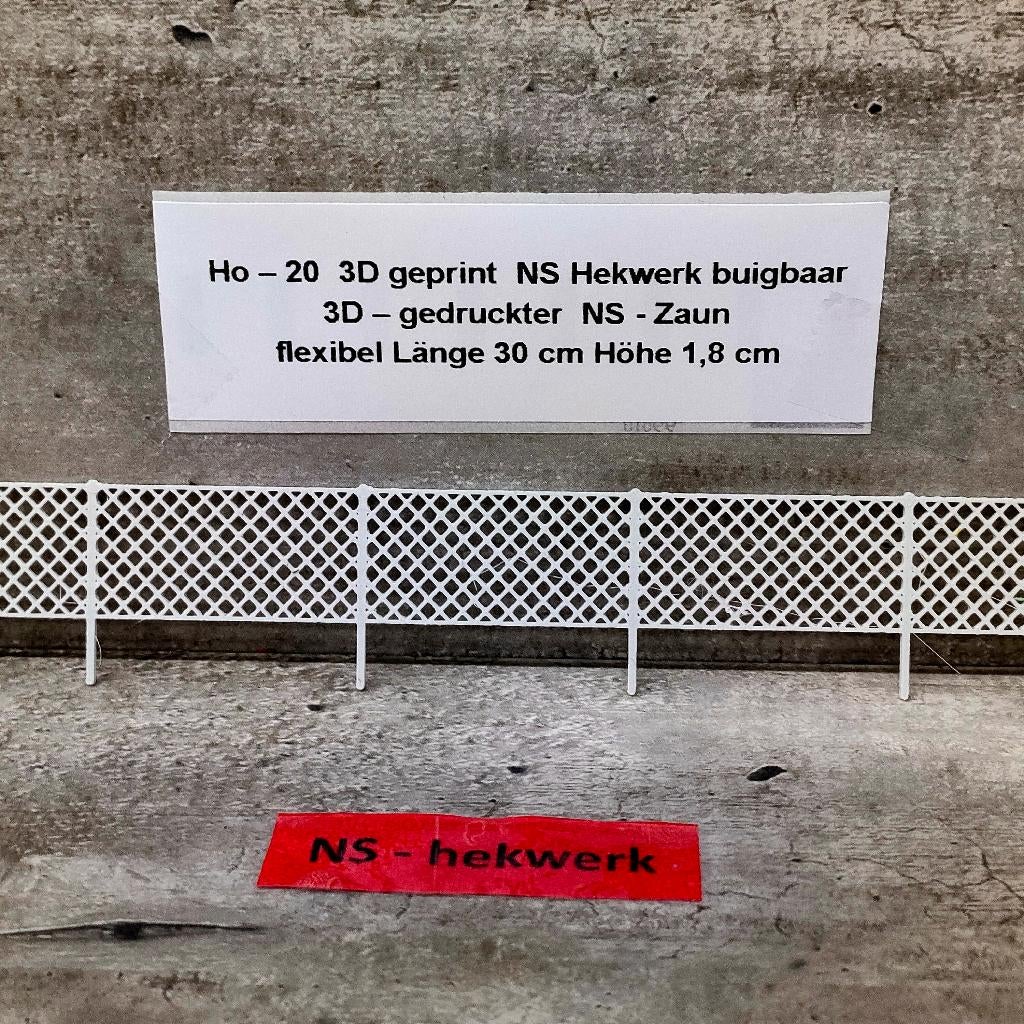 Ho – 20 3D geprint NS Hekwerk buigbaar
3D – gedruckter NS - Zaun
flexibel Länge 30 cm Höhe 1,8 cm
NS - hekwerk